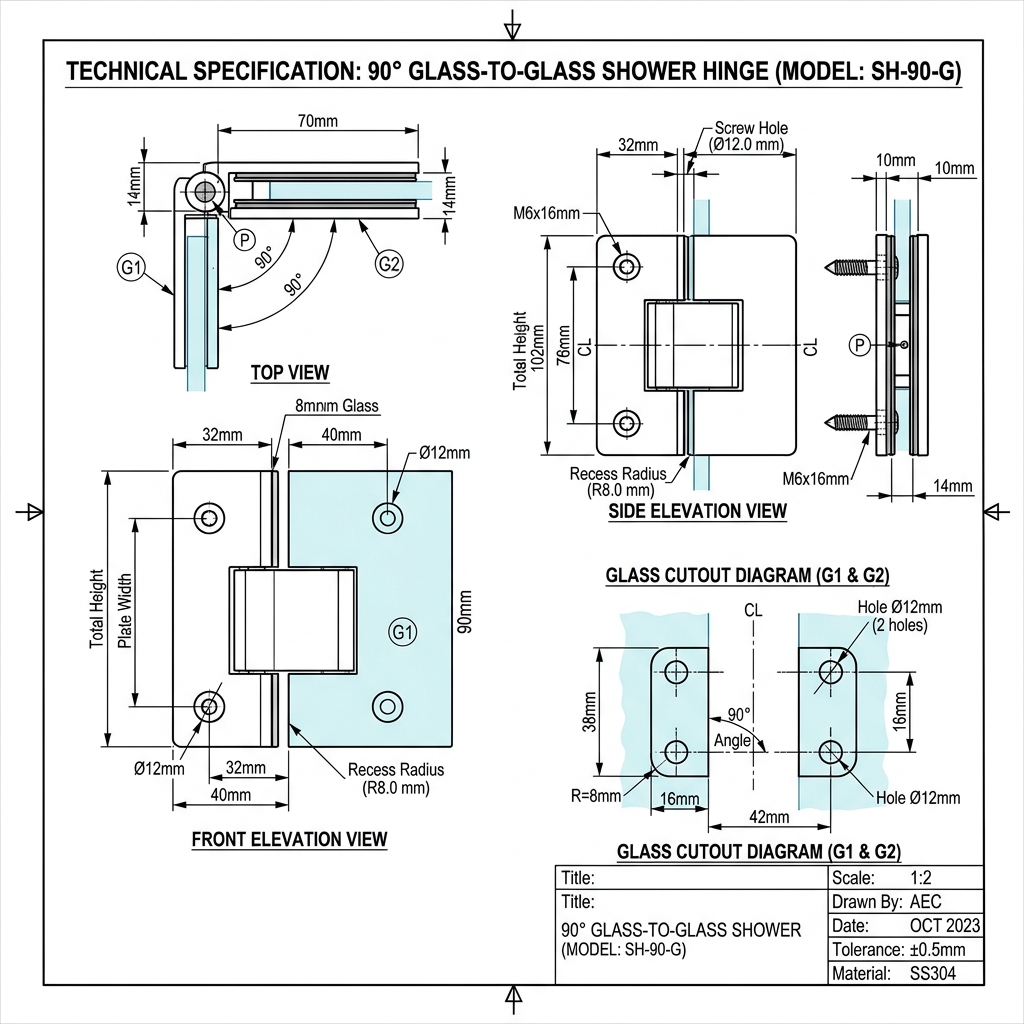 TECHNICAL SPECIFICATION: 90° GLASS-TO-GLASS SHOWER HINGE (MODEL: SH-90-G)
70mm
14mm
14mm
P
G1
90°
90°
G2
TOP VIEW
Screw Hole
(Ø12.0 mm)
32mm
M6x16mm
Total Height
102mm
76mm
CL
CL
Recess Radius
(R8.0 mm)
SIDE ELEVATION VIEW
10mm
10mm
P
M6x16mm
14mm
8mm Glass
32mm
40mm
Ø12mm
Total Height
Plate Width
G1
90mm
Ø12mm
32mm
40mm
Recess Radius
(R8.0 mm)
FRONT ELEVATION VIEW
GLASS CUTOUT DIAGRAM (G1 & G2)
CL
Hole Ø12mm
(2 holes)
38mm
90°
Angle
16mm
R=8mm
16mm
Hole Ø12mm
42mm
GLASS CUTOUT DIAGRAM (G1 & G2)
Title:
Title:
90° GLASS-TO-GLASS SHOWER
(MODEL: SH-90-G)
Scale: 1:2
Drawn By: AEC
Date: OCT 2023
Tolerance: ±0.5mm
Material: SS304